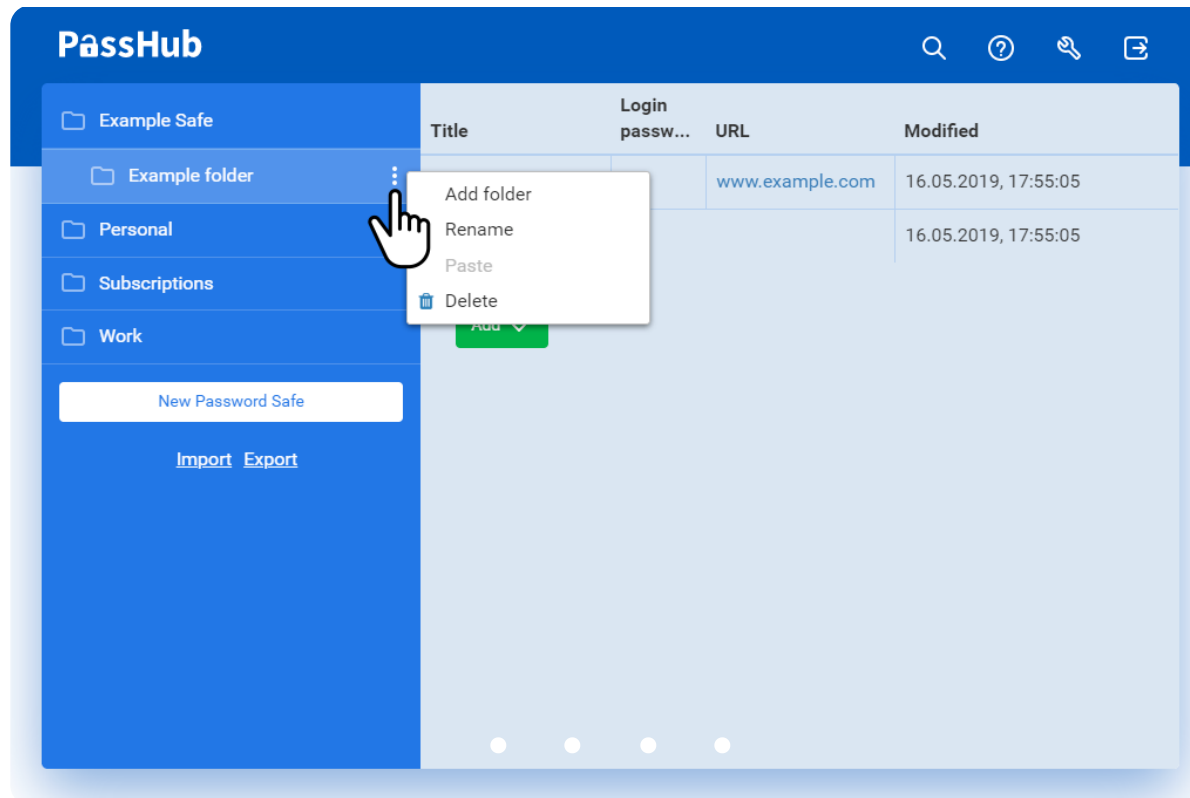 PassHub
Example Safe
Example folder
Personal
Subscriptions
Work
New Password Safe
Import Export
Title
Login
passw...
URL
Modified
www.example.com
16.05.2019, 17:55:05
16.05.2019, 17:55:05
Add folder
Rename
Paste
Delete
Add